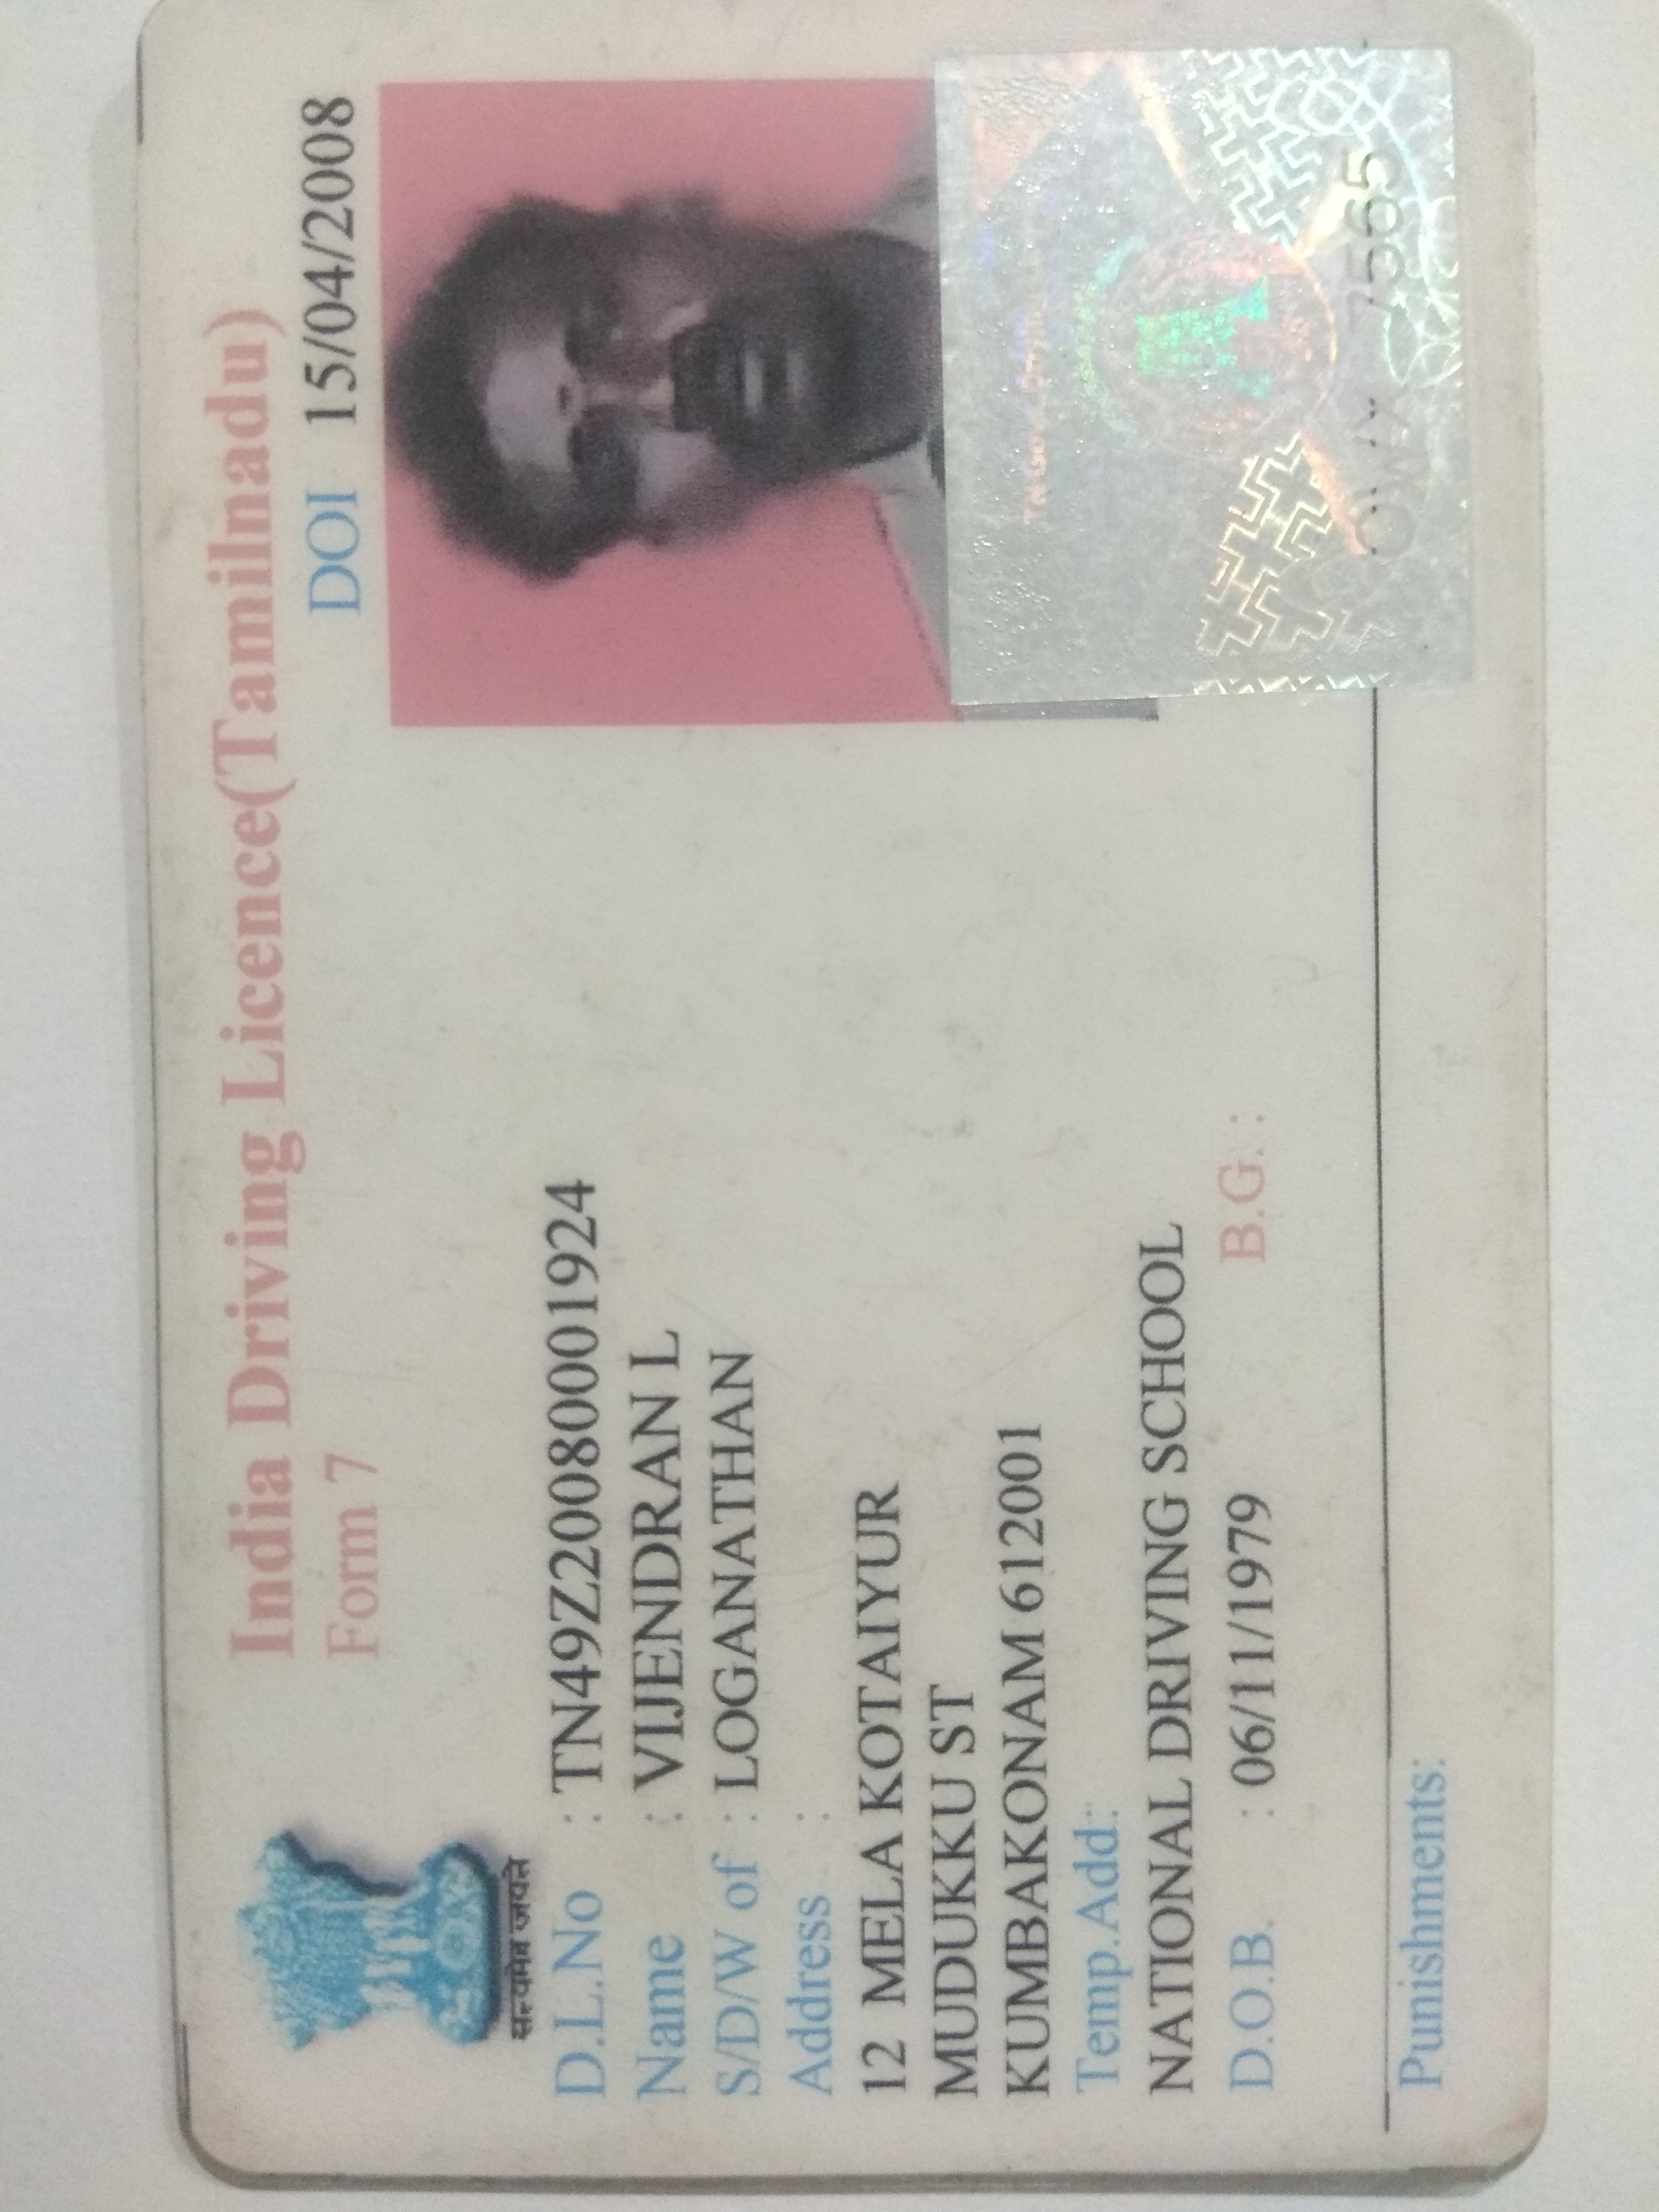 India Driving Licence(Tamilnadu)
Form 7
DOI 15/04/2008
सत्यमेव जयते
D.L.No : TN49Z20080001924
Name : VIJENDRAN L
S/D/W of : LOGANATHAN
Address :
12 MELA KOTAIYUR
MUDUKKU ST
KUMBAKONAM 612001
Temp.Add:
NATIONAL DRIVING SCHOOL
D.O.B. : 06/11/1979 B.G. :
Punishments:
7565